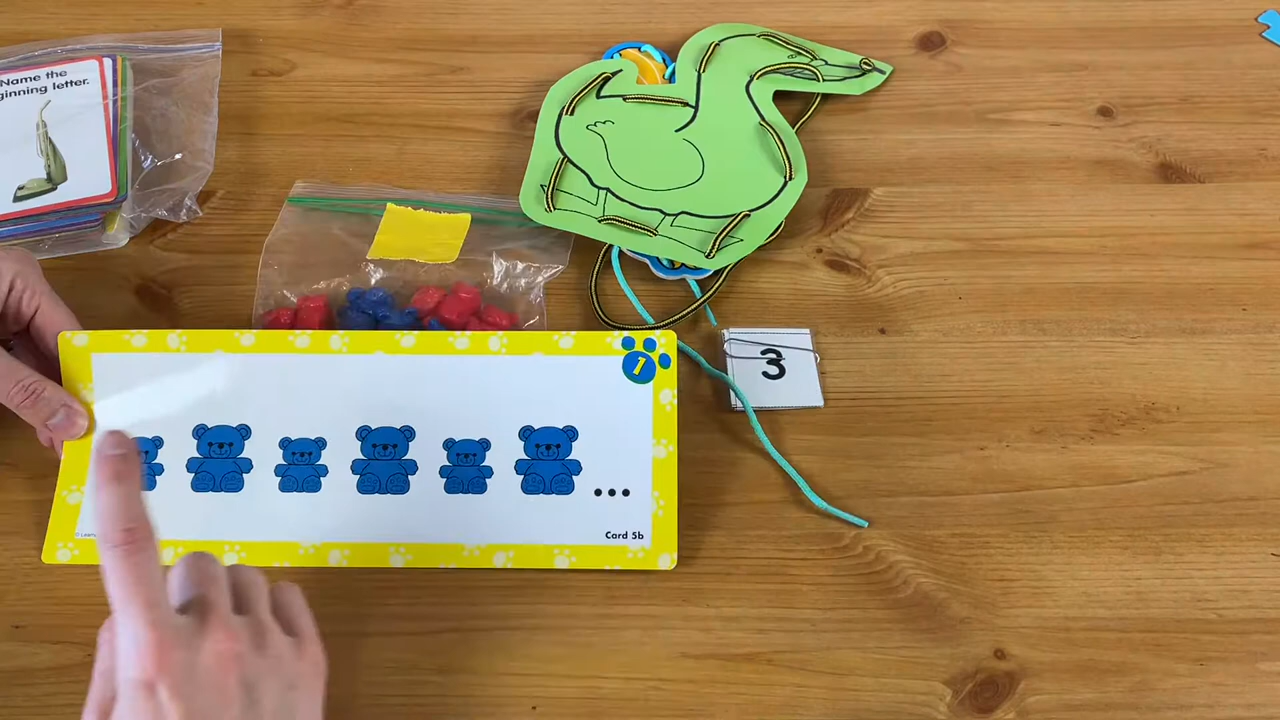 Name the
ginning letter.
1
3
Card 5b